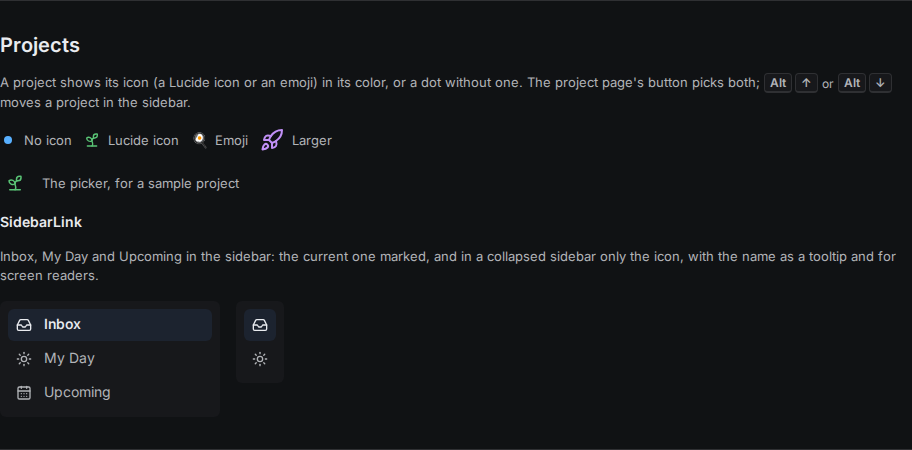 Projects
A project shows its icon (a Lucide icon or an emoji) in its color, or a dot without one. The project page's button picks both; Alt ↑ or Alt ↓
moves a project in the sidebar.
No icon Lucide icon Emoji Larger
The picker, for a sample project
SidebarLink
Inbox, My Day and Upcoming in the sidebar: the current one marked, and in a collapsed sidebar only the icon, with the name as a tooltip and for
screen readers.
Inbox
My Day
Upcoming